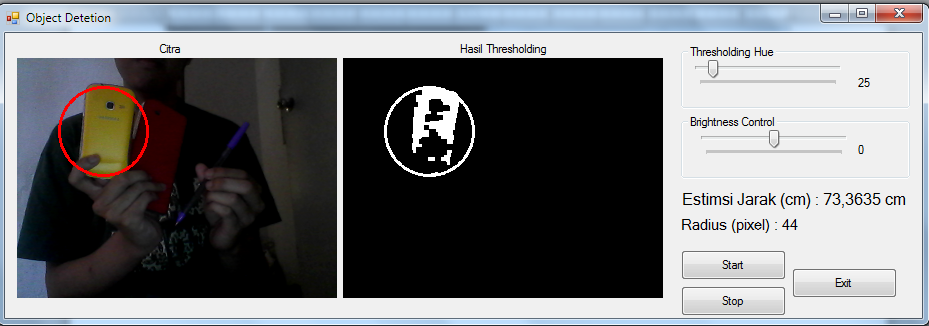 Object Detetion
Citra
Hasil Thresholding
Thresholding Hue
25
Brightness Control
0
Estimsi Jarak (cm) : 73,3635 cm
Radius (pixel) : 44
Start
Exit
Stop